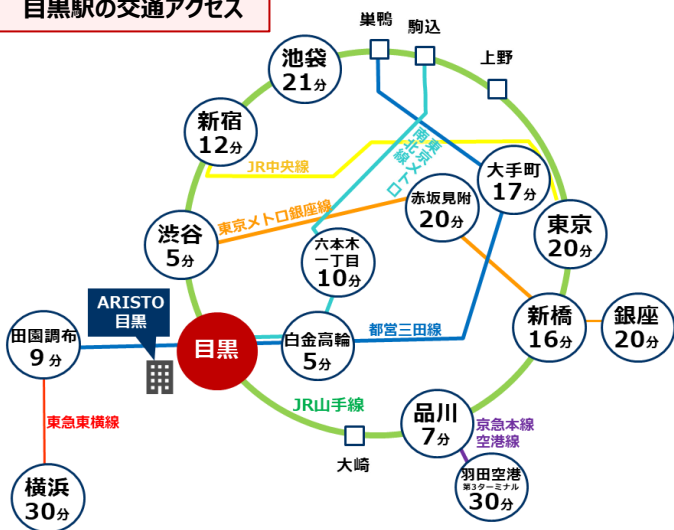 目黒駅の交通アクセス
巣鴨
駒込
上野
池袋
21分
新宿
12分
JR中央線
東京メトロ
南北線
大手町
17分
赤坂見附
20分
東京
20分
東京メトロ銀座線
渋谷
5分
六本木
一丁目
10分
ARISTO
目黒
田園調布
9分
目黒
白金高輪
5分
都営三田線
新橋
16分
銀座
20分
JR山手線
品川
7分
京急本線
空港線
東急東横線
大崎
横浜
30分
羽田空港
第3ターミナル
30分